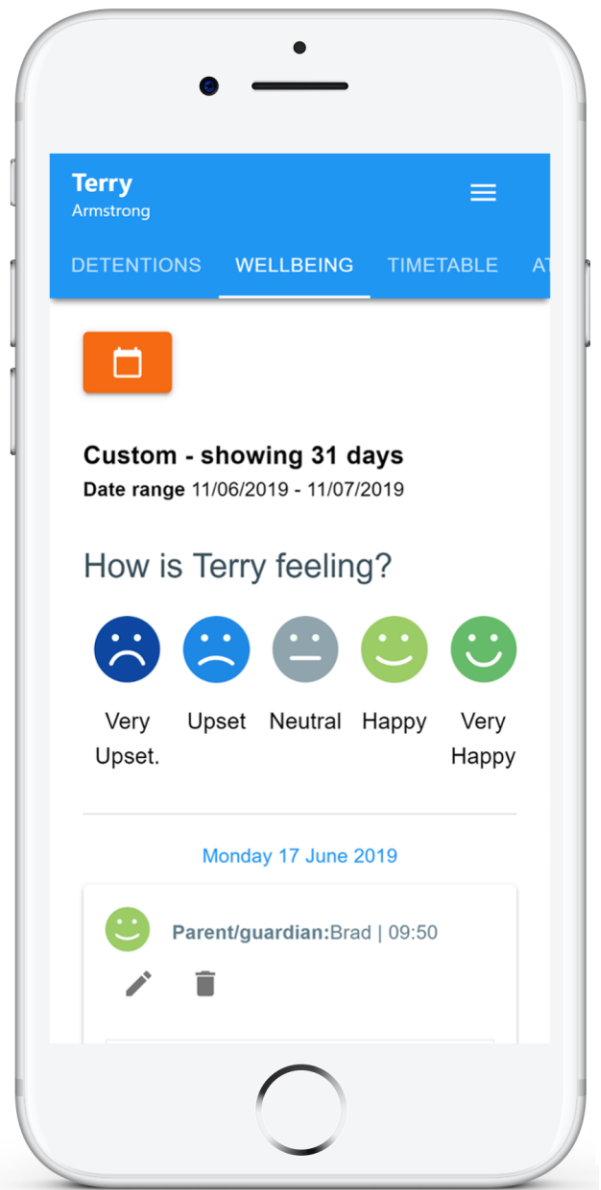 Terry
Armstrong
DETENTIONS WELLBEING TIMETABLE AT
Custom - showing 31 days
Date range 11/06/2019 - 11/07/2019
How is Terry feeling?
Very Upset. Upset Neutral Happy Very Happy
Monday 17 June 2019
Parent/guardian:Brad | 09:50